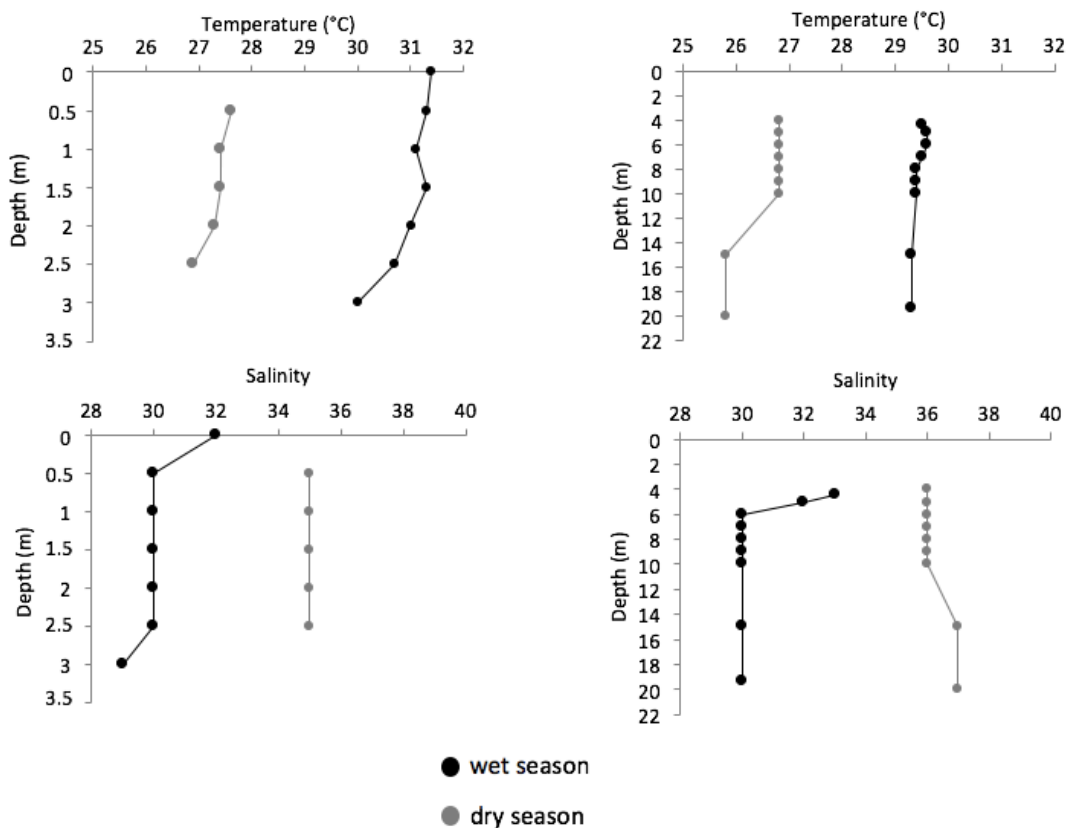 Temperature (°C)
25 26 27 28 29 30 31 32
0
0.5
1
1.5
2
2.5
3
3.5
Depth (m)
Temperature (°C)
25 26 27 28 29 30 31 32
0
2
4
6
8
10
12
14
16
18
20
22
Depth (m)
Salinity
28 30 32 34 36 38 40
0
0.5
1
1.5
2
2.5
3
3.5
Depth (m)
Salinity
28 30 32 34 36 38 40
0
2
4
6
8
10
12
14
16
18
20
22
Depth (m)
wet season
dry season